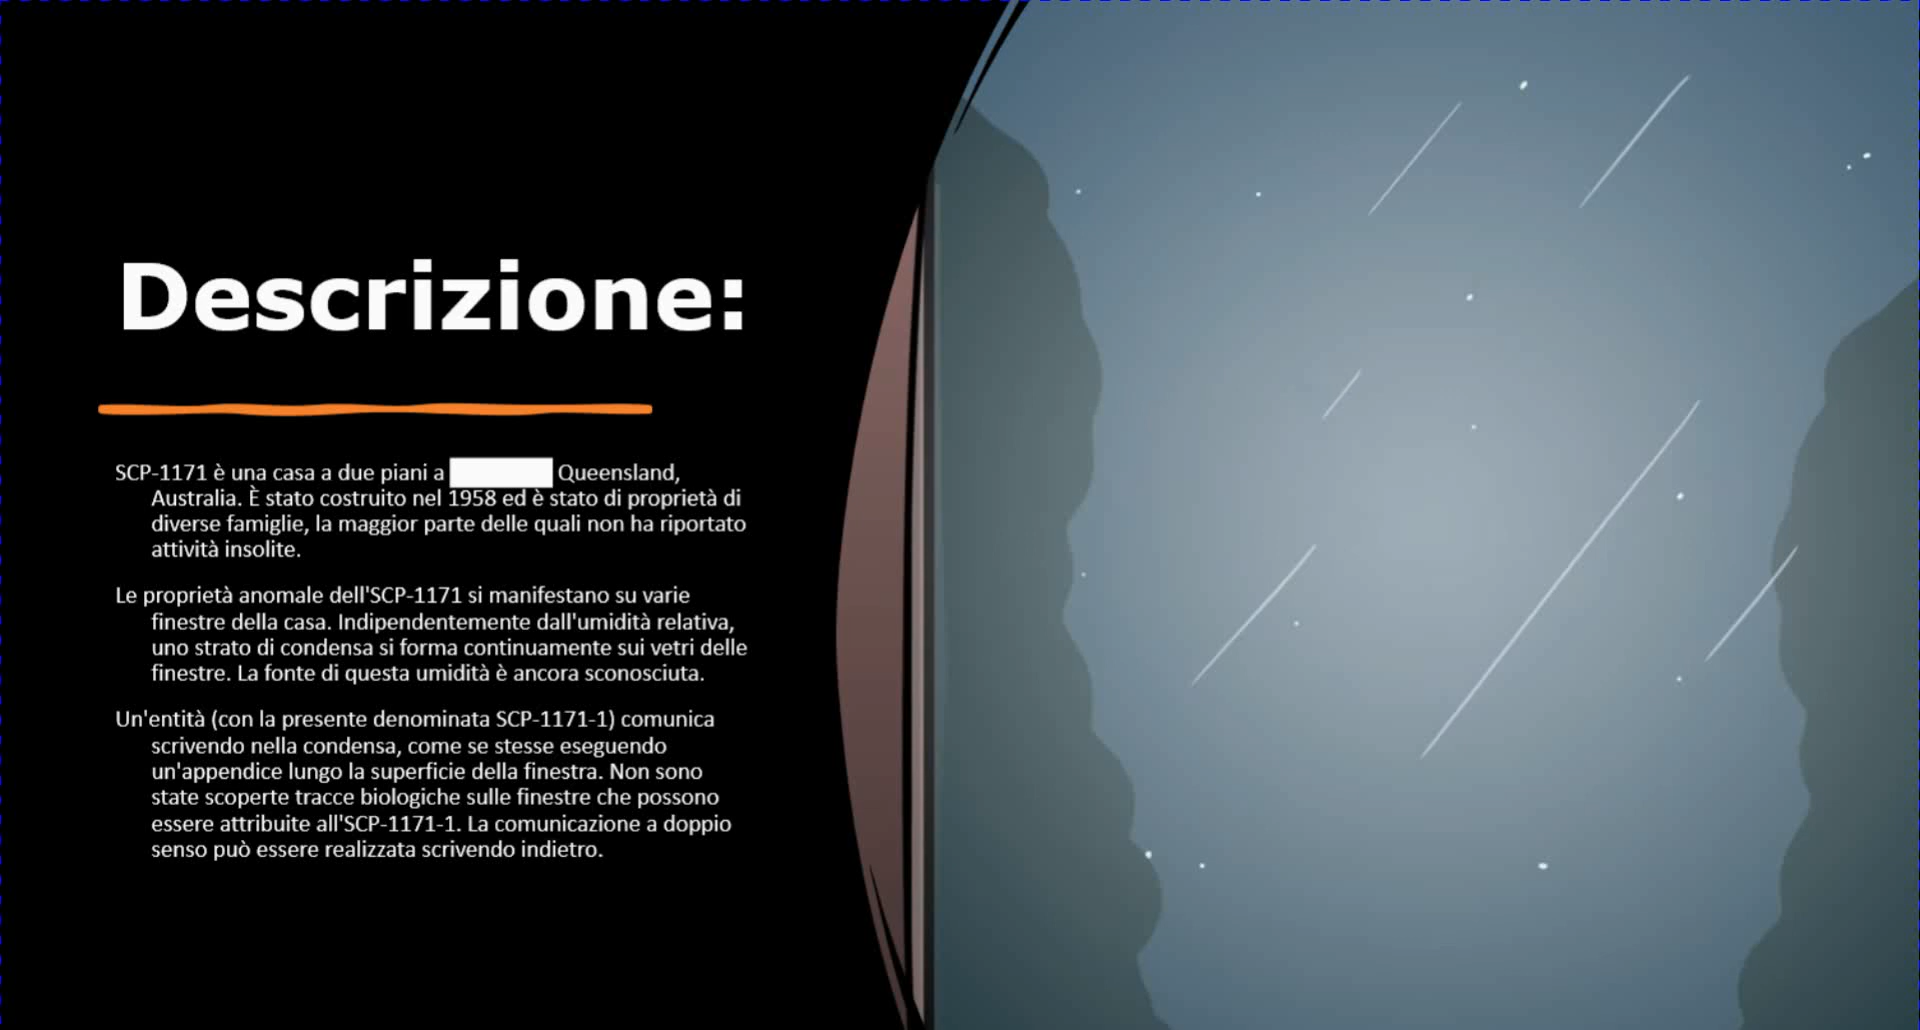 Descrizione:
SCP-1171 è una casa a due piani a Queensland,
Australia. È stato costruito nel 1958 ed è stato di proprietà di
diverse famiglie, la maggior parte delle quali non ha riportato
attività insolite.
Le proprietà anomale dell'SCP-1171 si manifestano su varie
finestre della casa. Indipendentemente dall'umidità relativa,
uno strato di condensa si forma continuamente sui vetri delle
finestre. La fonte di questa umidità è ancora sconosciuta.
Un'entità (con la presente denominata SCP-1171-1) comunica
scrivendo nella condensa, come se stesse eseguendo
un'appendice lungo la superficie della finestra. Non sono
state scoperte tracce biologiche sulle finestre che possono
essere attribuite all'SCP-1171-1. La comunicazione a doppio
senso può essere realizzata scrivendo indietro.